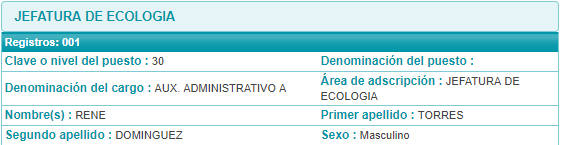 JEFATURA DE ECOLOGIA
Registros: 001
Clave o nivel del puesto : 30
Denominación del puesto :
Denominación del cargo : AUX. ADMINISTRATIVO A
Área de adscripción : JEFATURA DE
ECOLOGIA
Nombre(s) : RENE
Primer apellido : TORRES
Segundo apellido : DOMINGUEZ
Sexo : Masculino